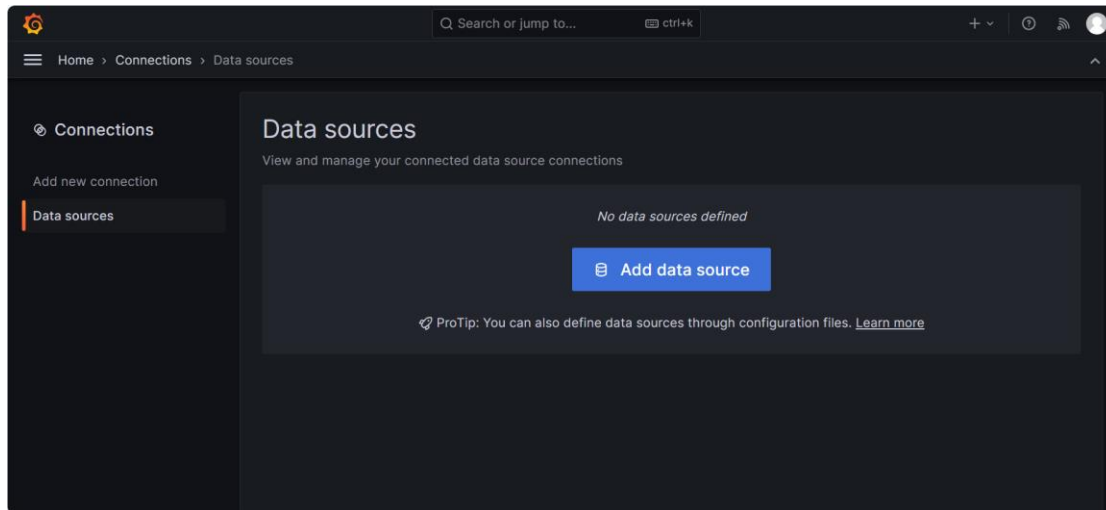 Search or jump to... ctrl+k
Home › Connections › Data sources
Connections
Add new connection
Data sources
Data sources
View and manage your connected data source connections
No data sources defined
Add data source
ProTip: You can also define data sources through configuration files. Learn more